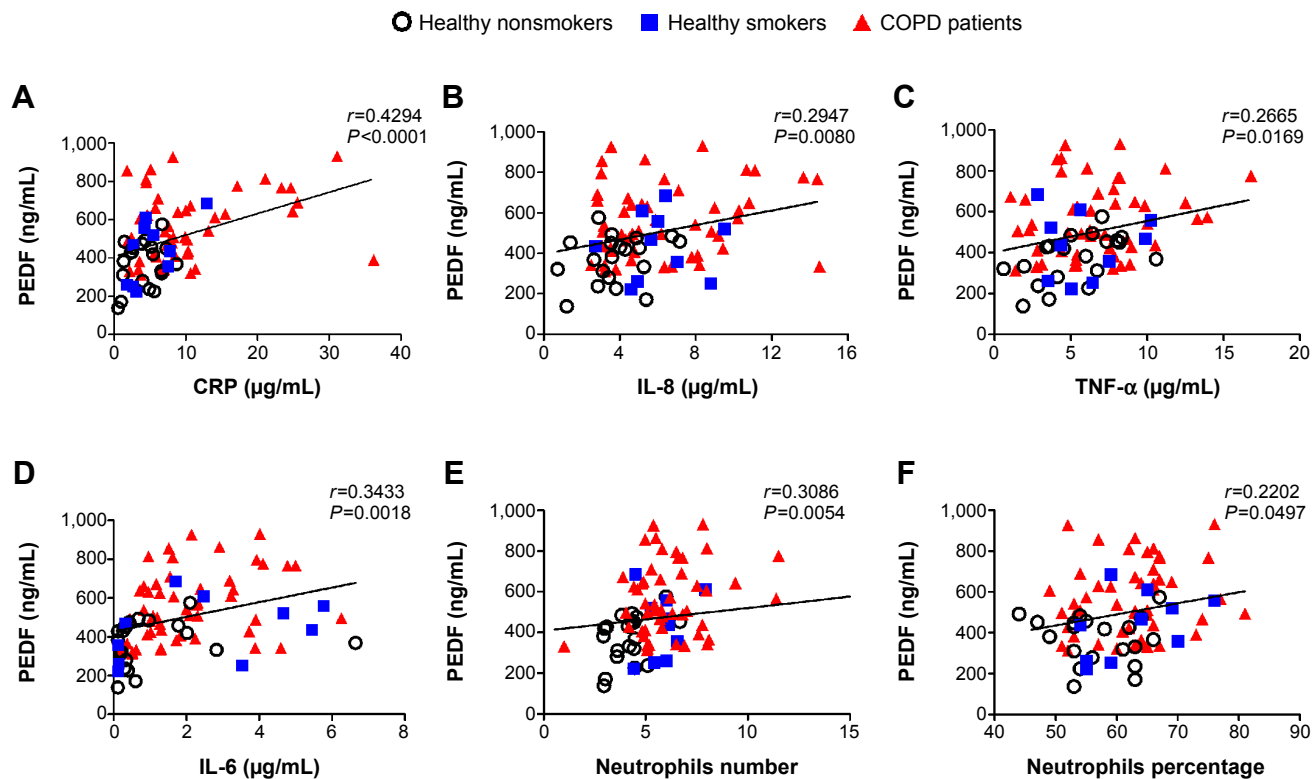 Healthy nonsmokers Healthy smokers COPD patients
A
r=0.4294
P<0.0001
1,000
800
600
400
200
0
PEDF (ng/mL)
0 10 20 30 40
CRP (µg/mL)
B
r=0.2947
P=0.0080
1,000
800
600
400
200
0
PEDF (ng/mL)
0 4 8 12 16
IL-8 (µg/mL)
C
r=0.2665
P=0.0169
1,000
800
600
400
200
0
PEDF (ng/mL)
0 5 10 15 20
TNF-α (µg/mL)
D
r=0.3433
P=0.0018
1,000
800
600
400
200
0
PEDF (ng/mL)
0 2 4 6 8
IL-6 (µg/mL)
E
r=0.3086
P=0.0054
1,000
800
600
400
200
0
PEDF (ng/mL)
0 5 10 15
Neutrophils number
F
r=0.2202
P=0.0497
1,000
800
600
400
200
0
PEDF (ng/mL)
40 50 60 70 80 90
Neutrophils percentage